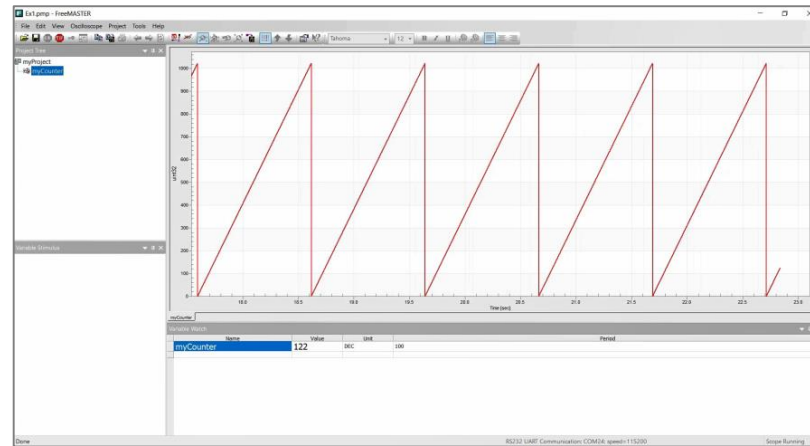 Ex1.pmp - FreeMASTER
File Edit View Oscilloscope Project Tools Help
Tahoma 12 B I U
Project Tree
myProject
myCounter
Variable Stimulus
1000
900
800
700
600
500
400
300
200
100
0
uint32
18.0 18.5 19.0 19.5 20.0 20.5 21.0 21.5 22.0 22.5 23.0
Time [sec]
myCounter
Variable Watch
Name Value Unit Period
myCounter 122 DEC 100
Done RS232 UART Communication; COM24; speed=115200 Scope Running